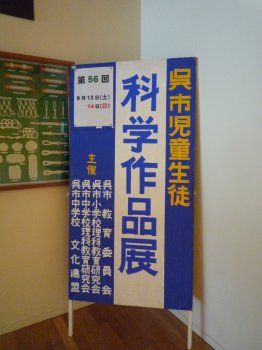 呉市児童生徒
科学作品展
第56回
9月13日(土)
14日(日)
主催
呉市教育委員会
呉市小学校理科教育研究会
呉市中学校理科教育研究会
呉市中学校文化連盟